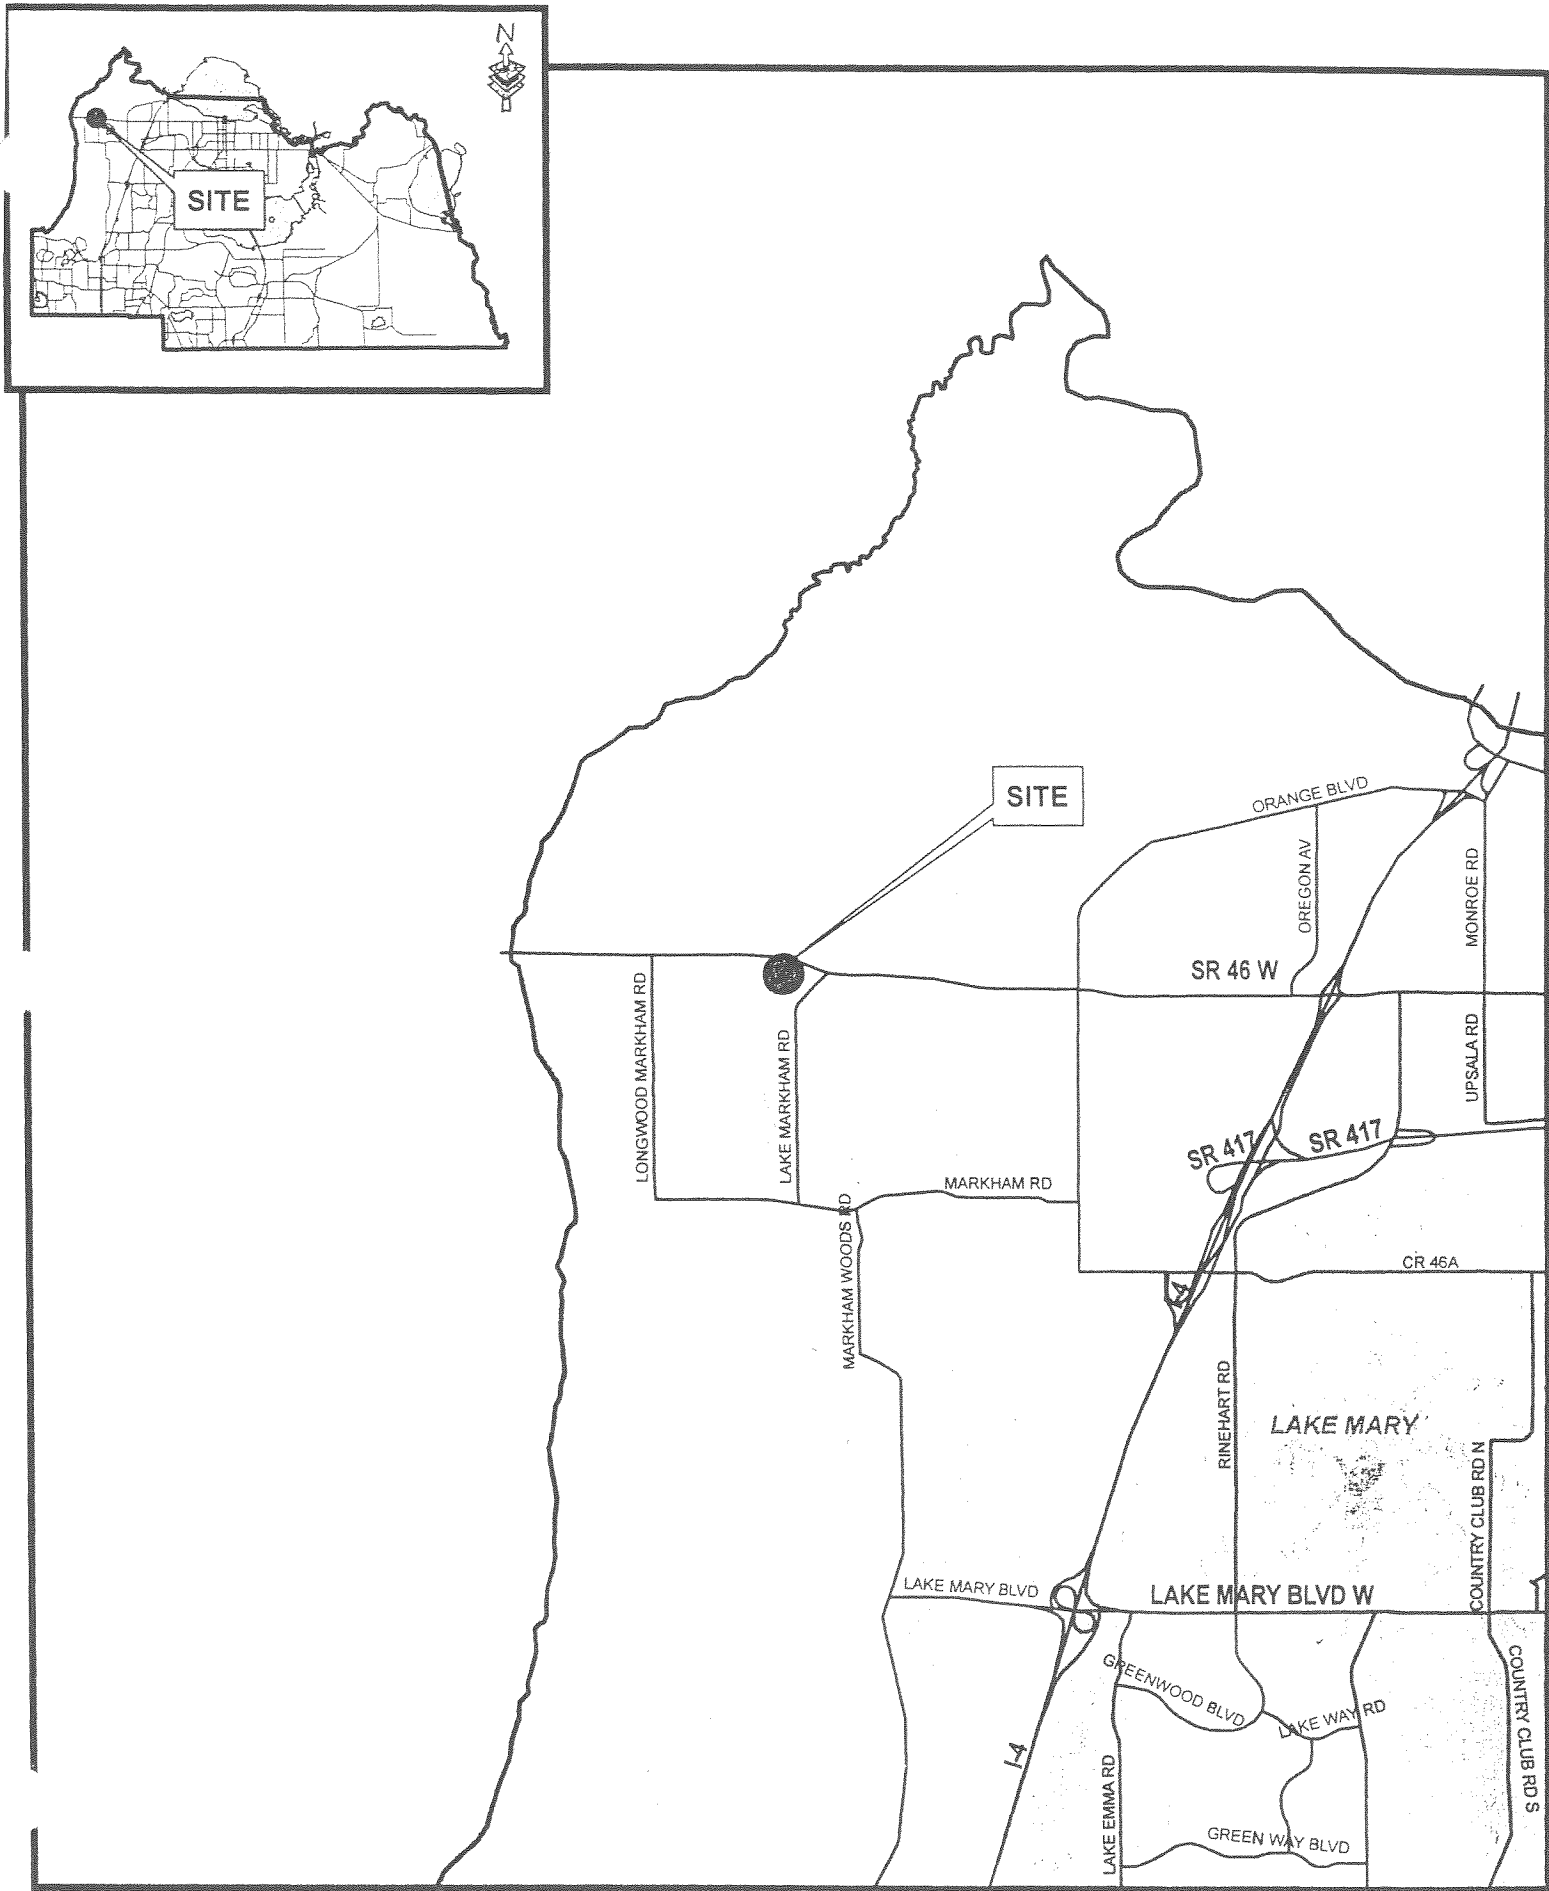 N
SITE
SITE
ORANGE BLVD
OREGON AV
MONROE RD
SR 46 W
LONGWOOD MARKHAM RD
LAKE MARKHAM RD
UPSALA RD
SR 417
SR 417
MARKHAM RD
MARKHAM WOODS RD
CR 46A
I-4
RINEHART RD
LAKE MARY
COUNTRY CLUB RD N
LAKE MARY BLVD
LAKE MARY BLVD W
GREENWOOD BLVD
LAKE WAY RD
COUNTRY CLUB RD S
I-4
LAKE EMMA RD
GREEN WAY BLVD